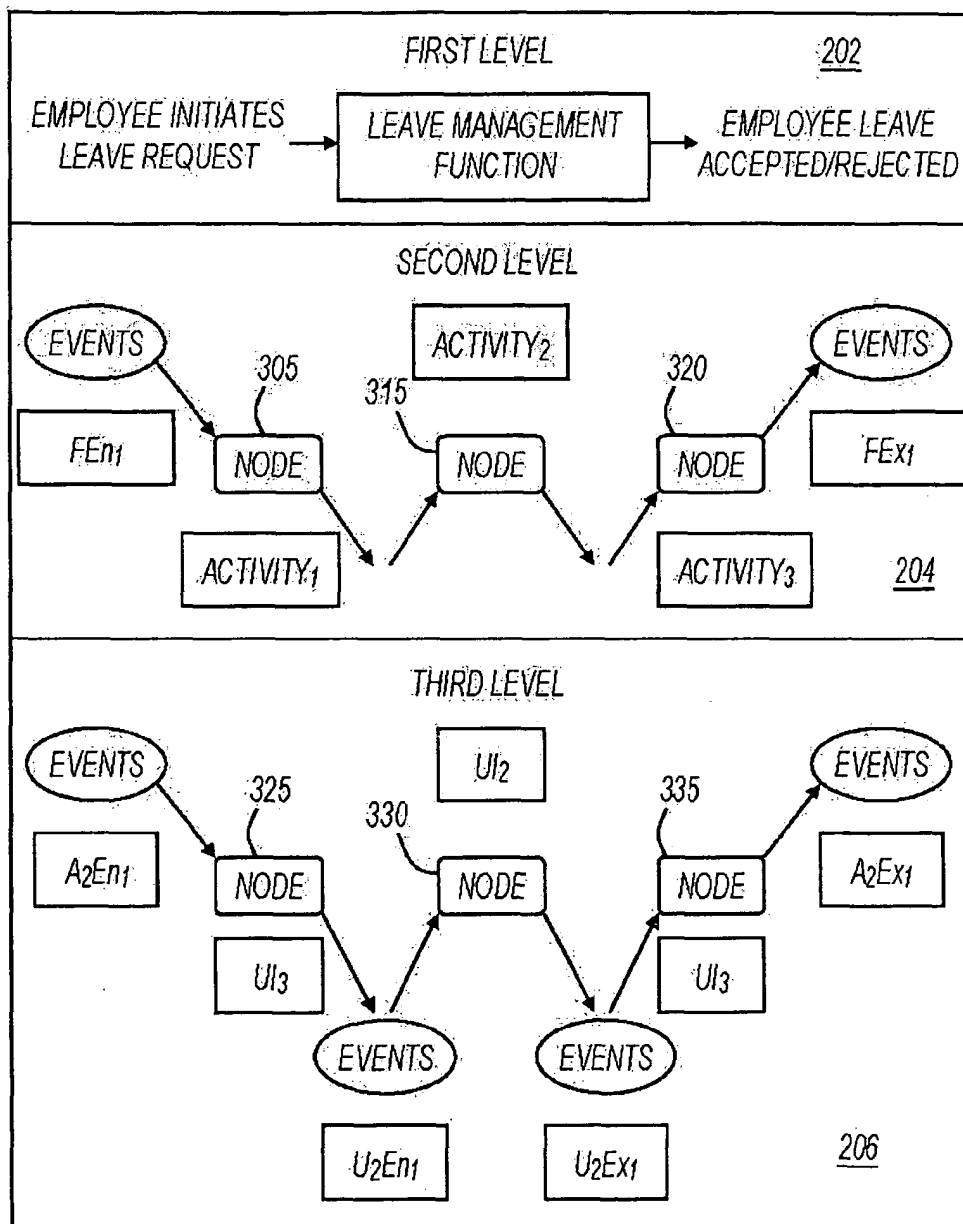 FIRST LEVEL
202
EMPLOYEE INITIATES
LEAVE REQUEST
LEAVE MANAGEMENT
FUNCTION
EMPLOYEE LEAVE
ACCEPTED/REJECTED
SECOND LEVEL
EVENTS
ACTIVITY2
EVENTS
305
315
320
FEn1
NODE
NODE
NODE
FEx1
ACTIVITY1
ACTIVITY3
204
THIRD LEVEL
EVENTS
UI2
EVENTS
325
330
335
A2En1
NODE
NODE
NODE
A2Ex1
UI3
UI3
EVENTS
EVENTS
U2En1
U2Ex1
206